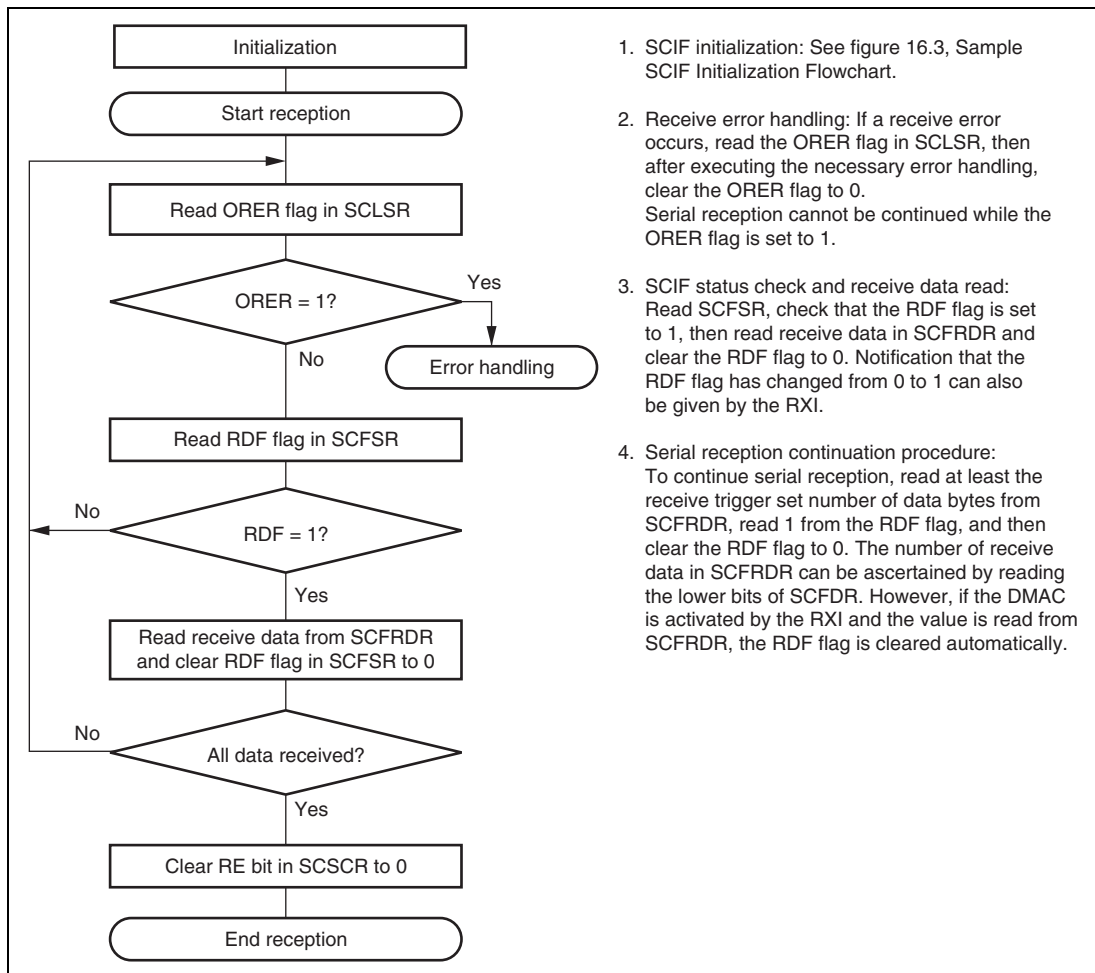 Initialization
Start reception
Read ORER flag in SCLSR
ORER = 1?
Yes
No
Error handling
Read RDF flag in SCFSR
No
RDF = 1?
Yes
Read receive data from SCFRDR
and clear RDF flag in SCFSR to 0
No
All data received?
Yes
Clear RE bit in SCSCR to 0
End reception
1. SCIF initialization: See figure 16.3, Sample
SCIF Initialization Flowchart.
2. Receive error handling: If a receive error
occurs, read the ORER flag in SCLSR, then
after executing the necessary error handling,
clear the ORER flag to 0.
Serial reception cannot be continued while the
ORER flag is set to 1.
3. SCIF status check and receive data read:
Read SCFSR, check that the RDF flag is set
to 1, then read receive data in SCFRDR and
clear the RDF flag to 0. Notification that the
RDF flag has changed from 0 to 1 can also
be given by the RXI.
4. Serial reception continuation procedure:
To continue serial reception, read at least the
receive trigger set number of data bytes from
SCFRDR, read 1 from the RDF flag, and then
clear the RDF flag to 0. The number of receive
data in SCFRDR can be ascertained by reading
the lower bits of SCFDR. However, if the DMAC
is activated by the RXI and the value is read from
SCFRDR, the RDF flag is cleared automatically.